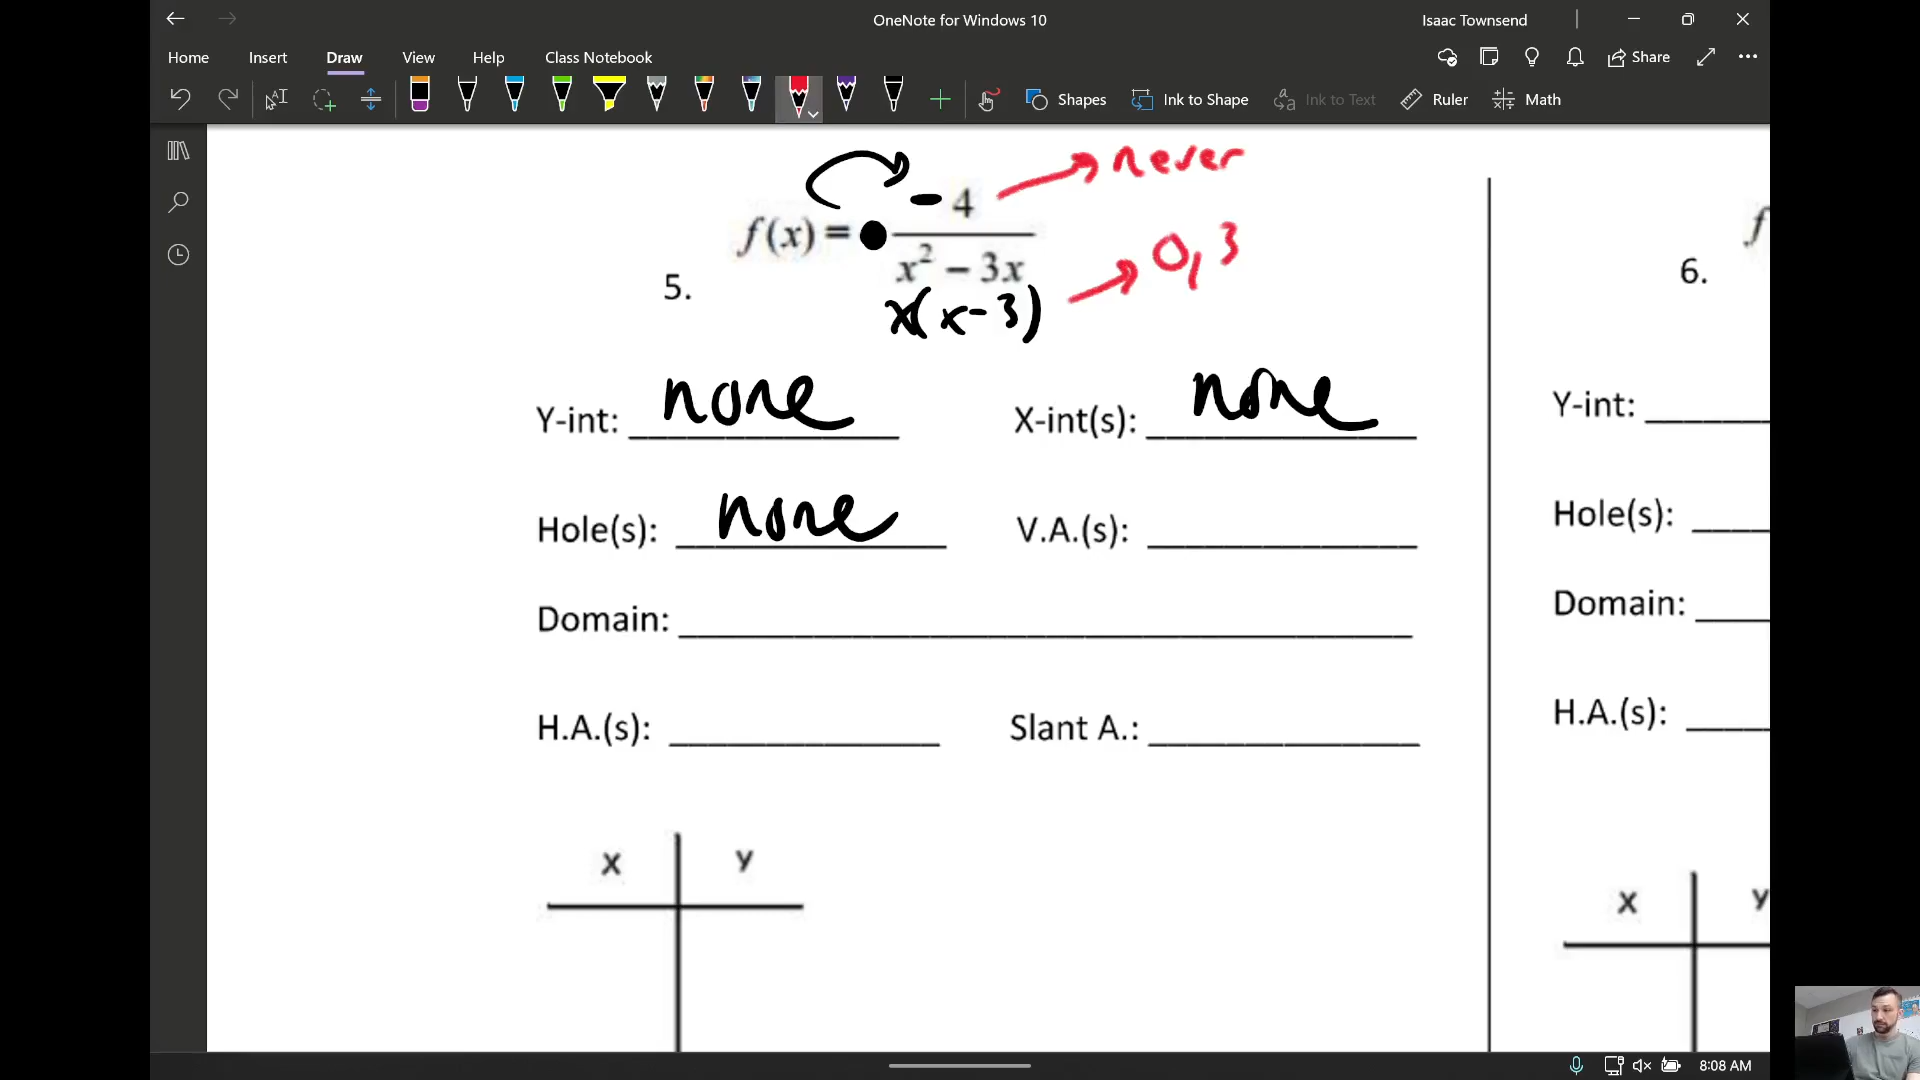 OneNote for Windows 10
Isaac Townsend
Home Insert Draw View Help Class Notebook
Share
Shapes Ink to Shape Ink to Text Ruler Math
- 4 → never
f(x) =
x² − 3x → 0, 3
5.
x(x-3)
Y-int: none X-int(s): none
Hole(s): none V.A.(s):
Domain:
H.A.(s): Slant A.:
x y
f
6.
Y-int:
Hole(s):
Domain:
H.A.(s):
x y
8:08 AM